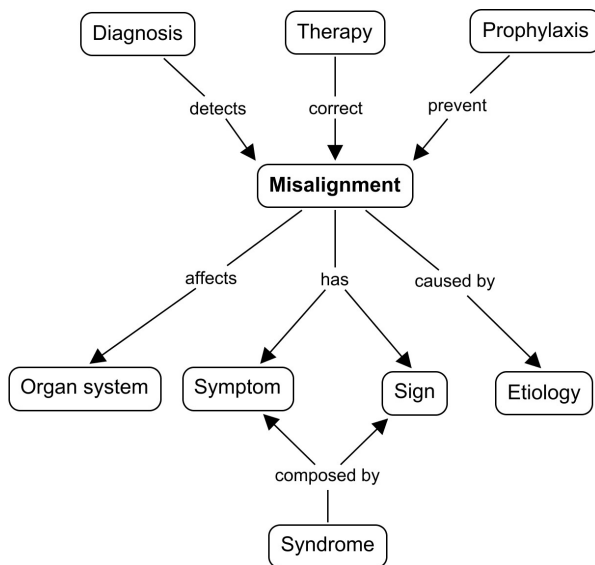 Diagnosis
Therapy
Prophylaxis
detects
correct
prevent
Misalignment
affects
has
caused by
Organ system
Symptom
Sign
Etiology
composed by
Syndrome